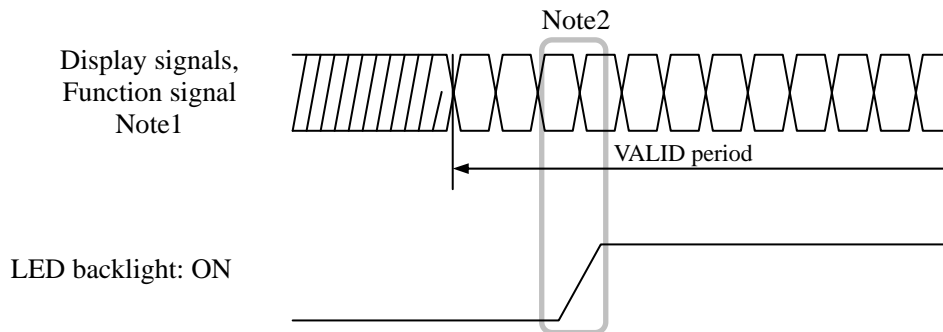 Note2
Display signals,
Function signal
Note1
VALID period
LED backlight: ON